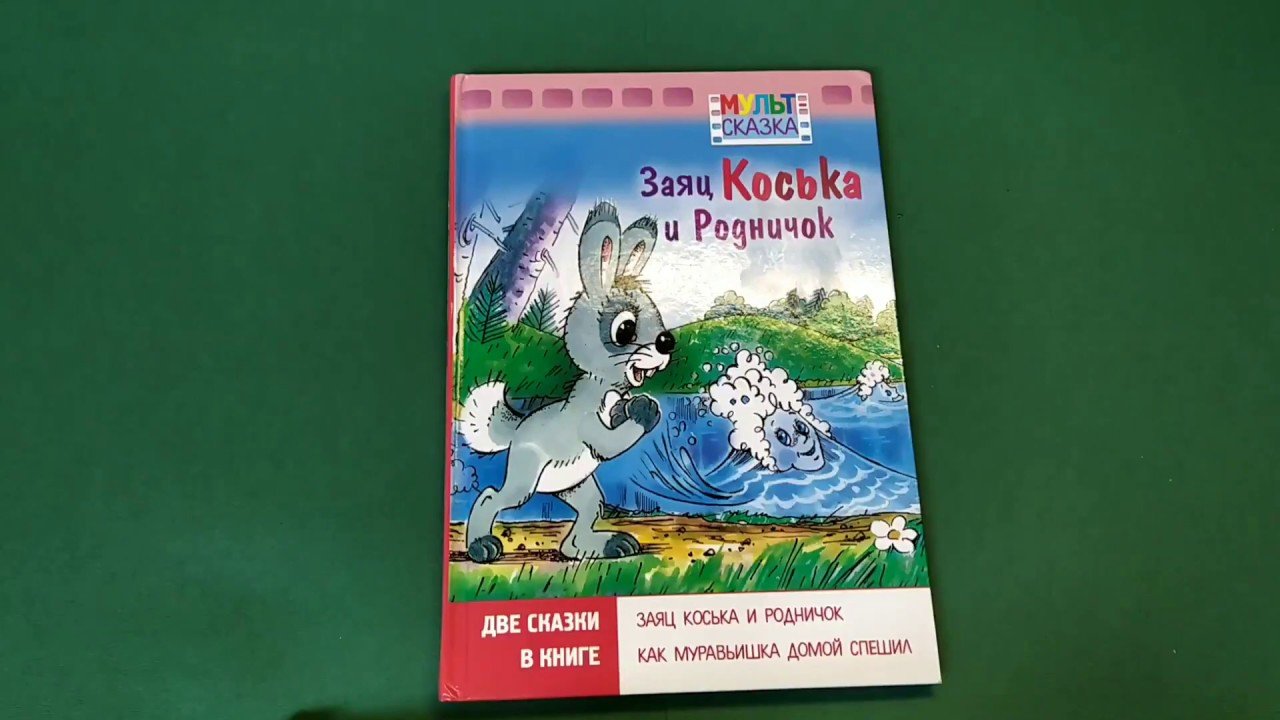 МУЛЬТ
СКАЗКА
Заяц Коська
и Родничок
ДВЕ СКАЗКИ
В КНИГЕ
ЗАЯЦ КОСЬКА И РОДНИЧОК
КАК МУРАВЬИШКА ДОМОЙ СПЕШИЛ